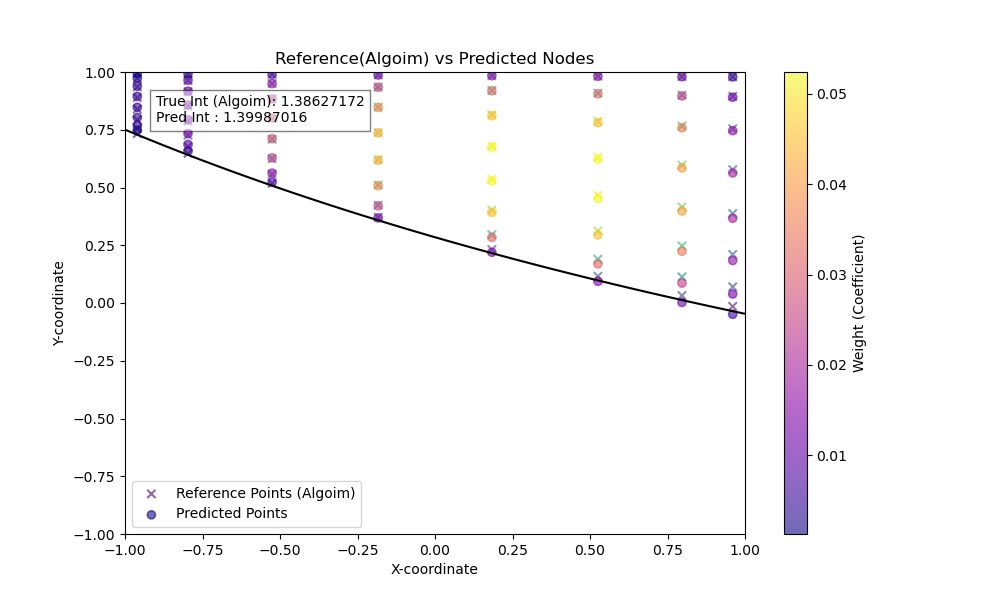 Reference(Algoim) vs Predicted Nodes
True Int (Algoim): 1.38627172
Pred Int : 1.39987016
Y-coordinate
1.00
0.75
0.50
0.25
0.00
−0.25
−0.50
−0.75
−1.00
Reference Points (Algoim)
Predicted Points
−1.00 −0.75 −0.50 −0.25 0.00 0.25 0.50 0.75 1.00
X-coordinate
0.05
0.04
0.03
0.02
0.01
Weight (Coefficient)